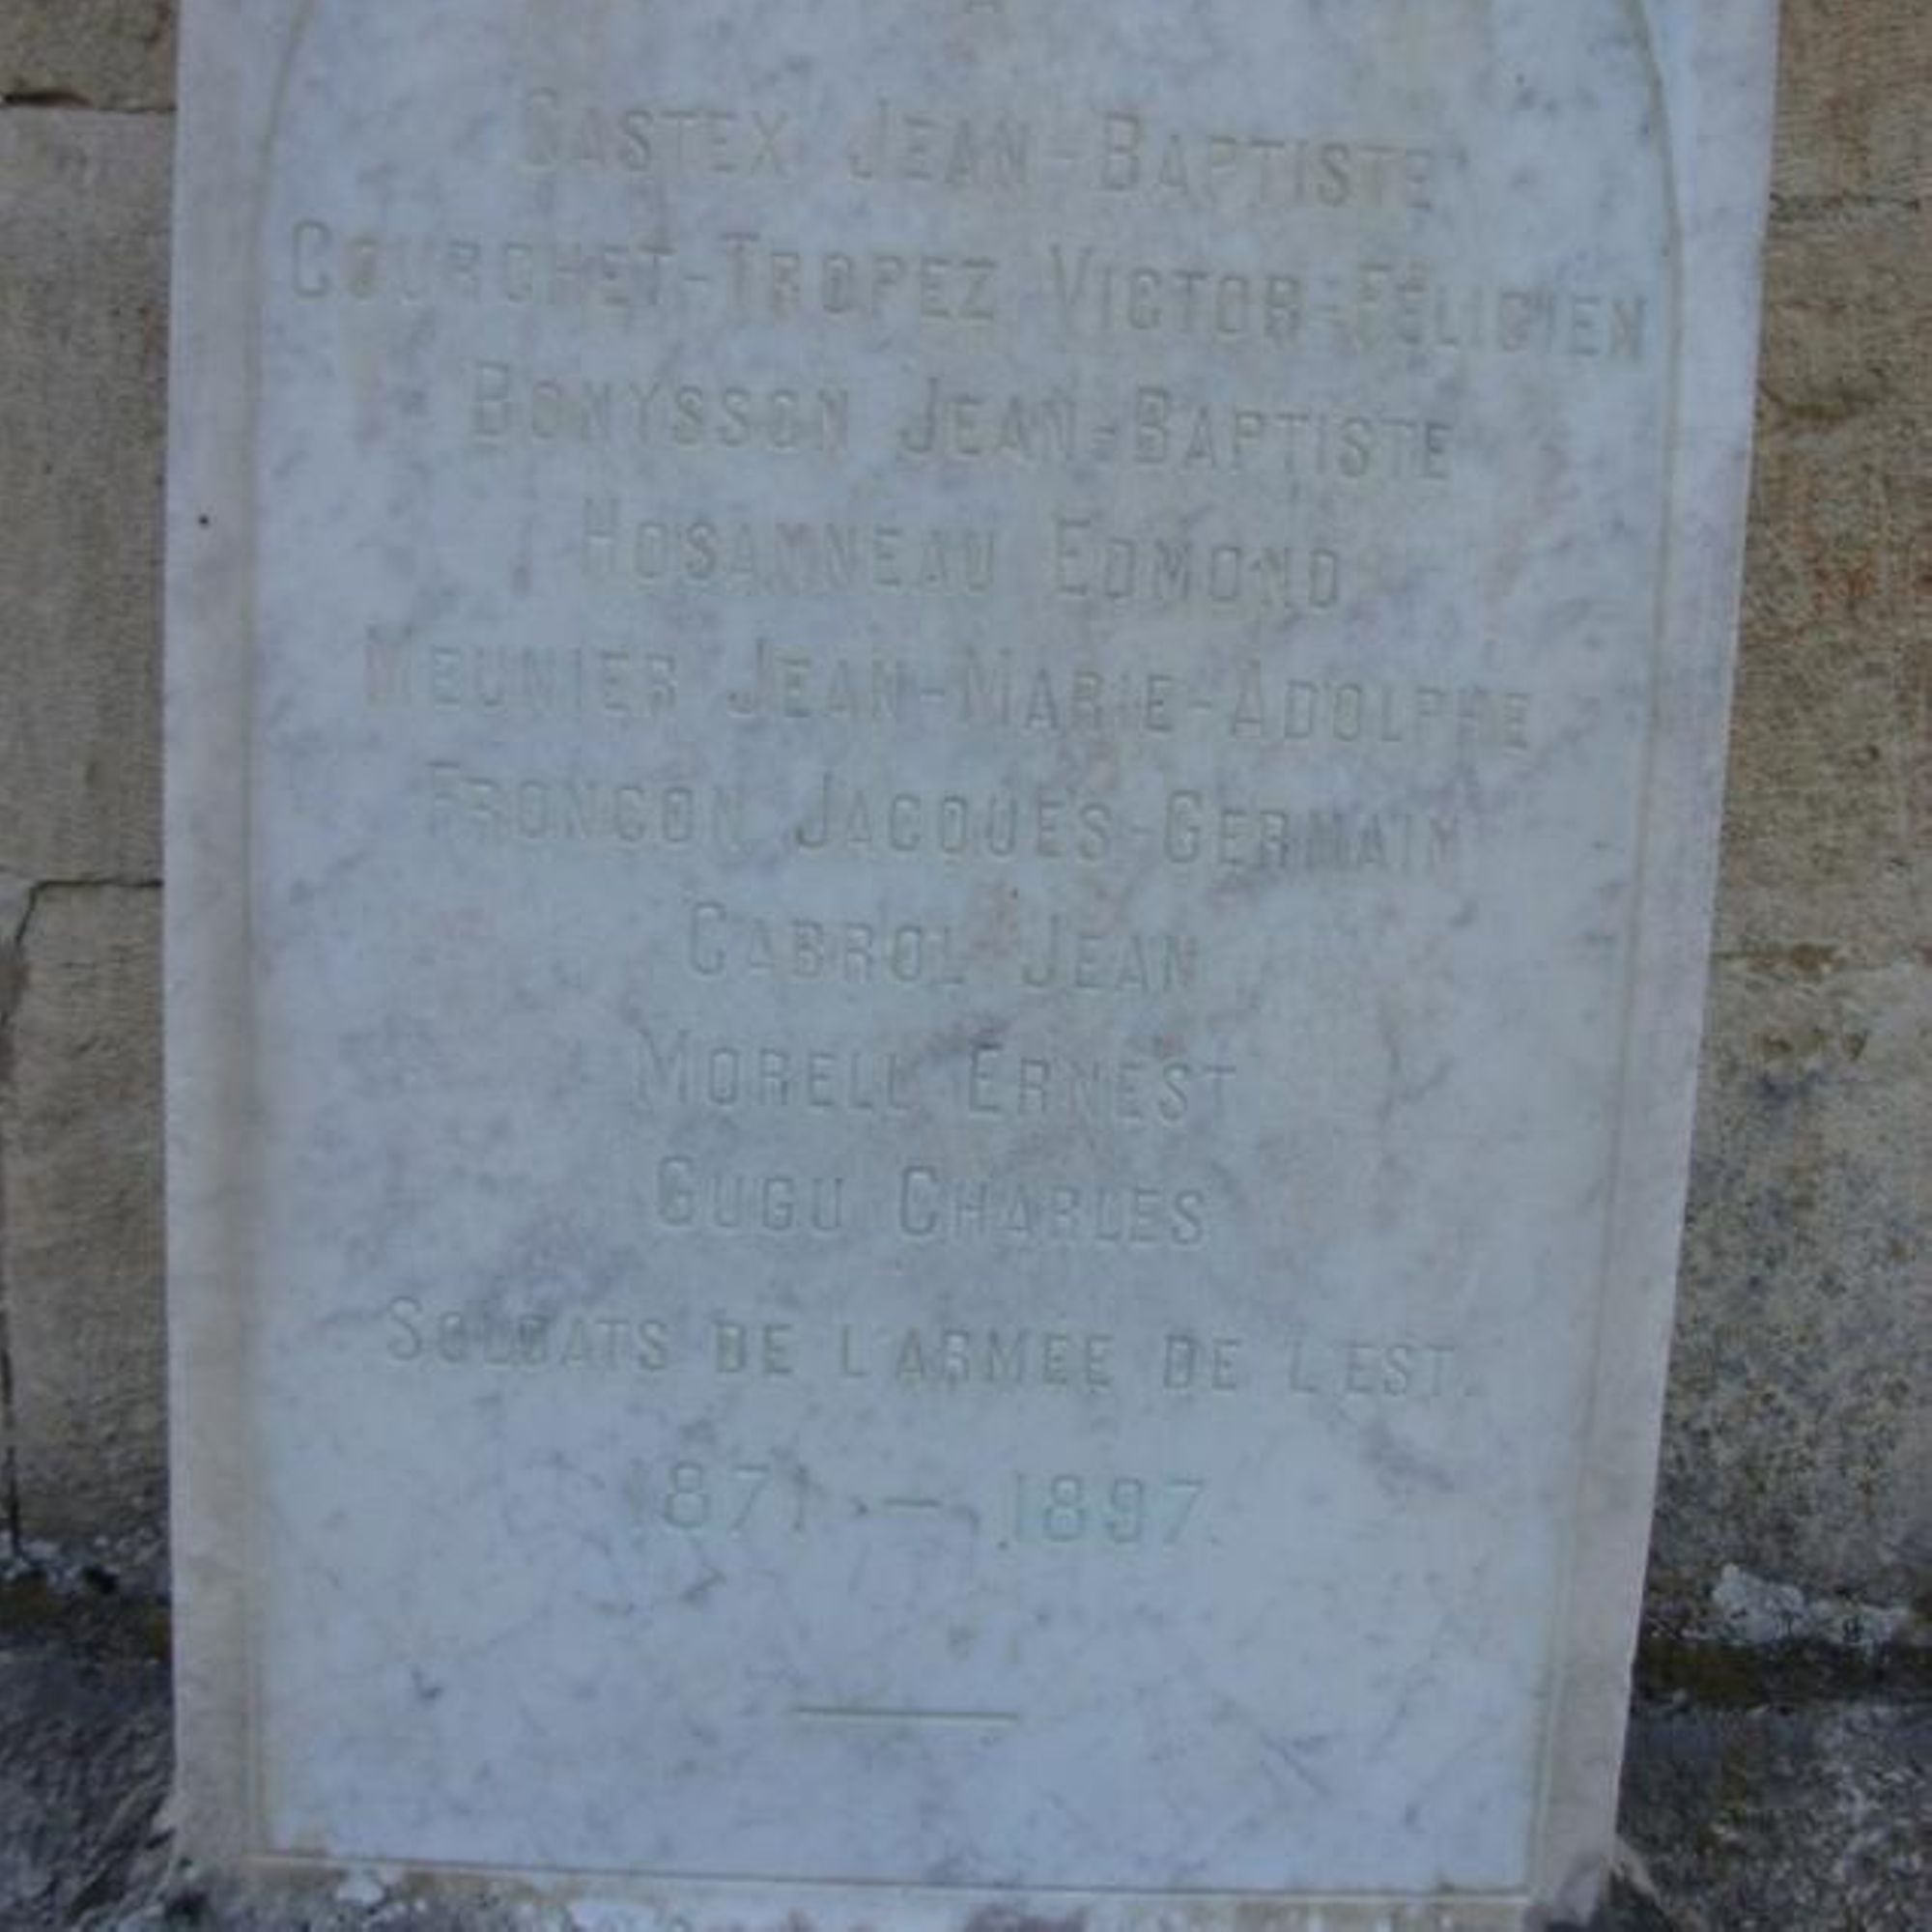 CASTEX JEAN-BAPTISTE
COURCHET-TROPEZ VICTOR-FÉLICIEN
BONYSSON JEAN-BAPTISTE
HOSANNEAU EDMOND
MEUNIER JEAN-MARIE-ADOLPHE
FRONCON JACQUES-GERMAIN
CABROL JEAN
MORELL ERNEST
GUGU CHARLES
SOLDATS DE L'ARMÉE DE L'EST.
1871 — 1897.